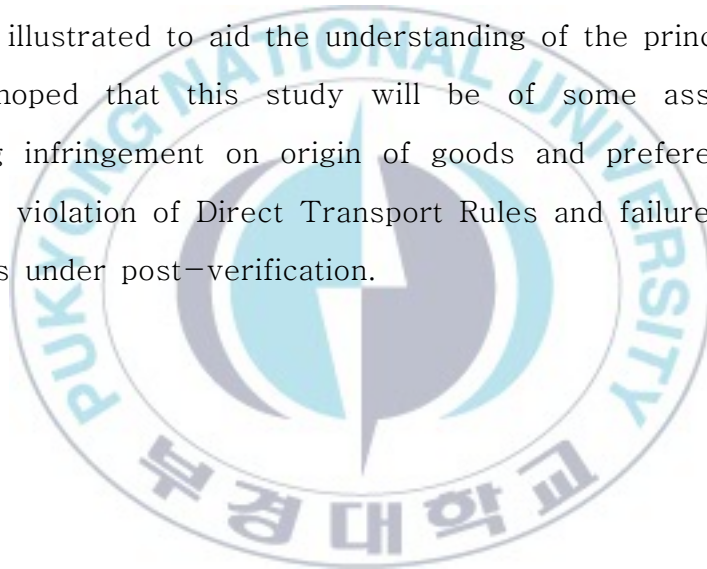 illustrated to aid the understanding of the princ
hoped that this study will be of some ass
g infringement on origin of goods and prefere
violation of Direct Transport Rules and failure
s under post-verification.
PUKYONG NATIONAL UNIVERSITY
부경대학교